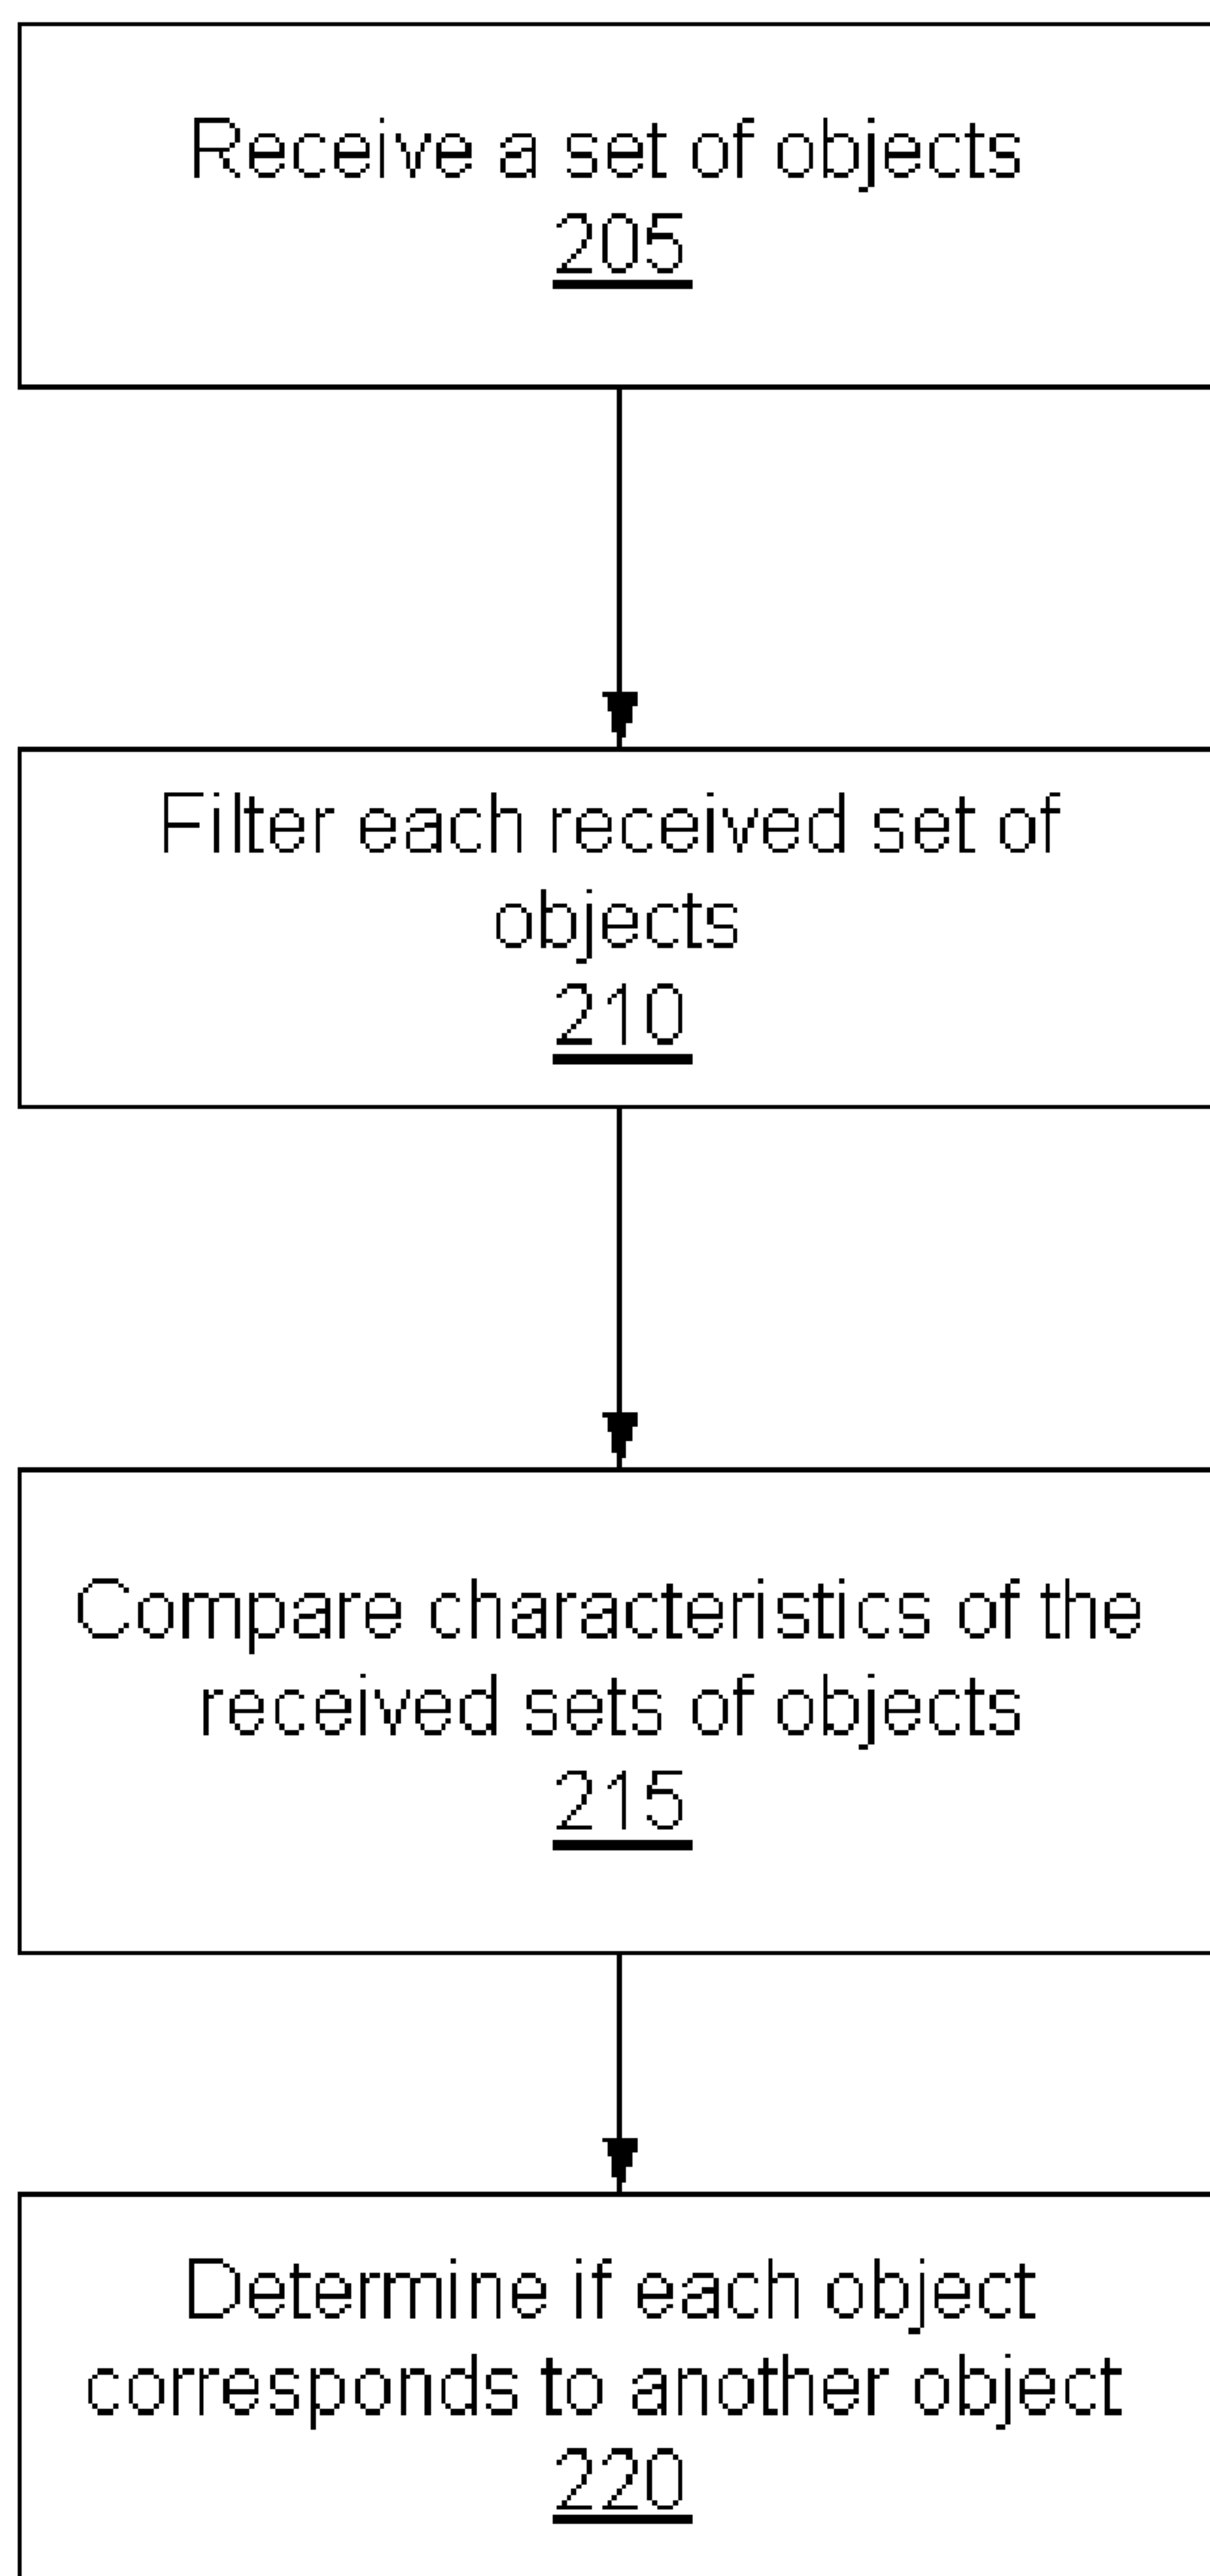 Receive a set of objects
205
Filter each received set of
objects
210
Compare characteristics of the
received sets of objects
215
Determine if each object
corresponds to another object
220